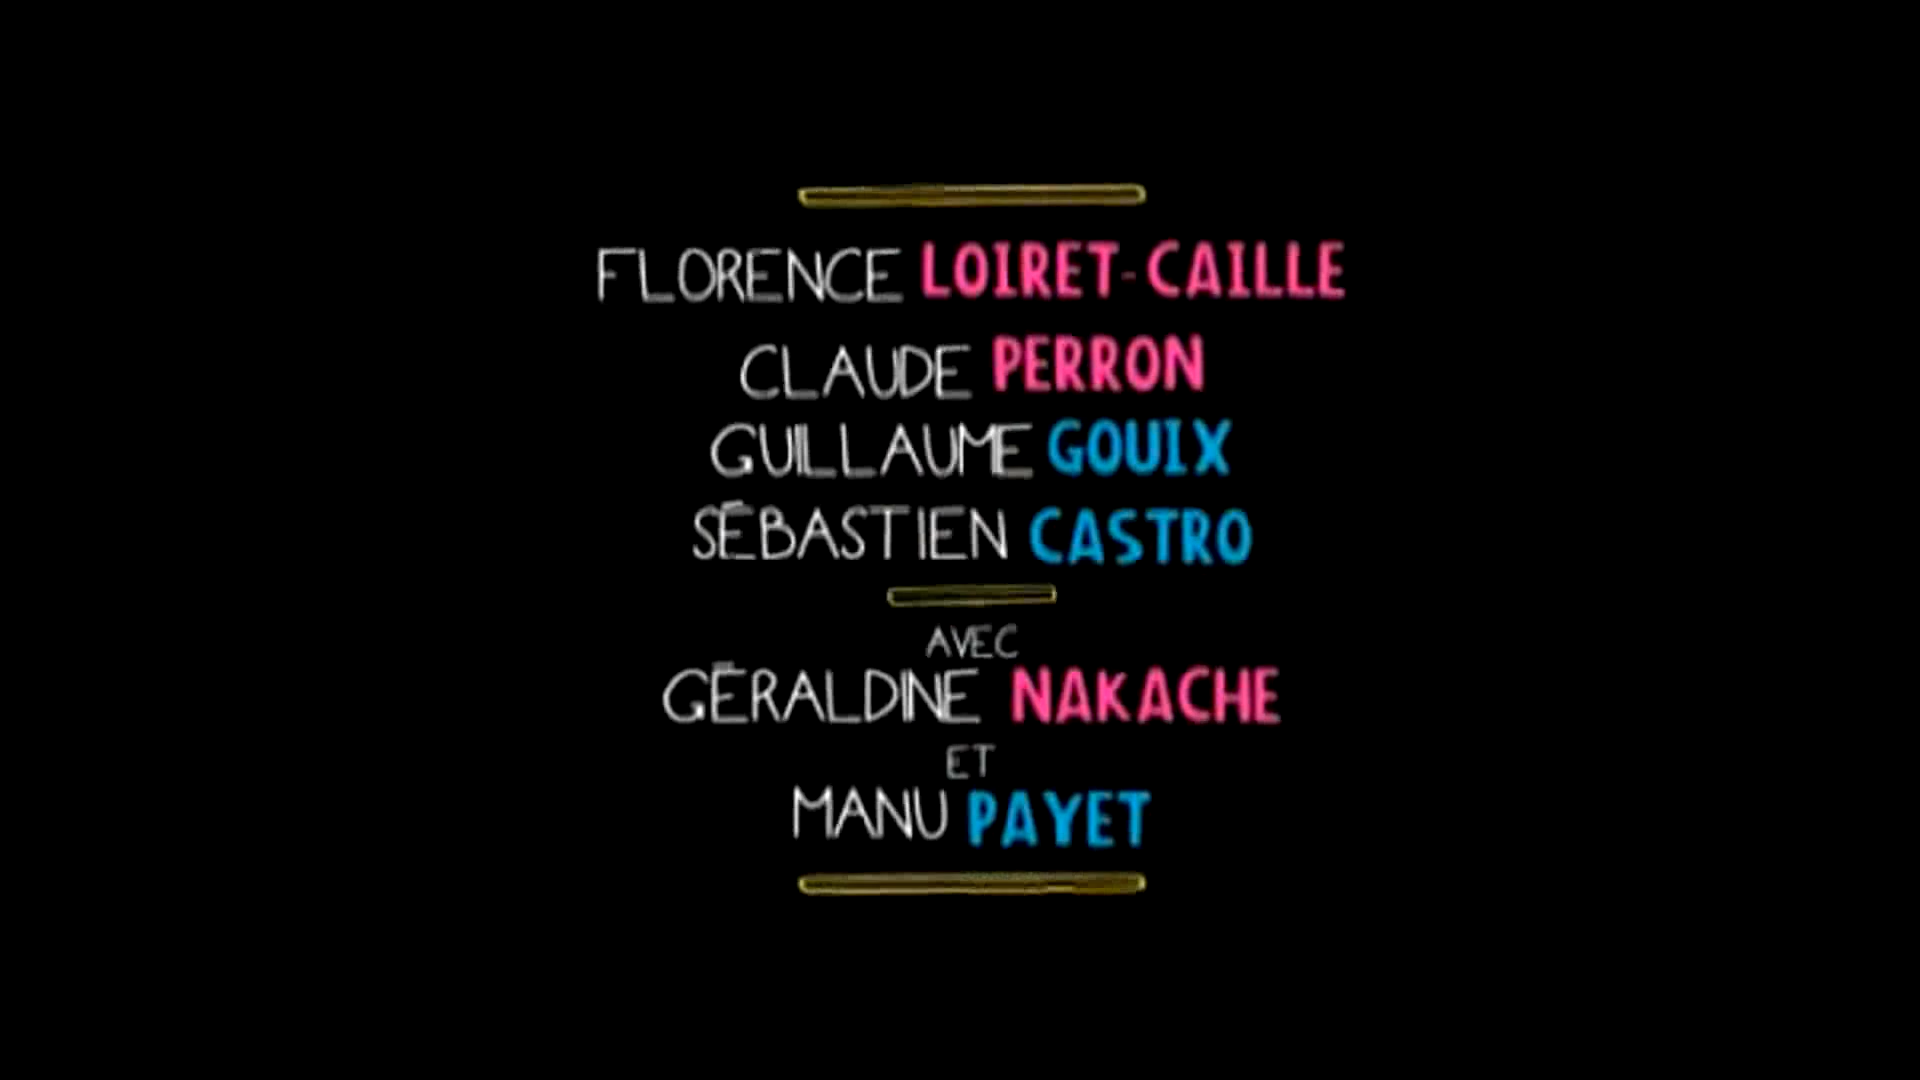 FLORENCE LOIRET-CAILLE
CLAUDE PERRON
GUILLAUME GOUIX
SÉBASTIEN CASTRO
AVEC
GÉRALDINE NAKACHE
ET
MANU PAYET